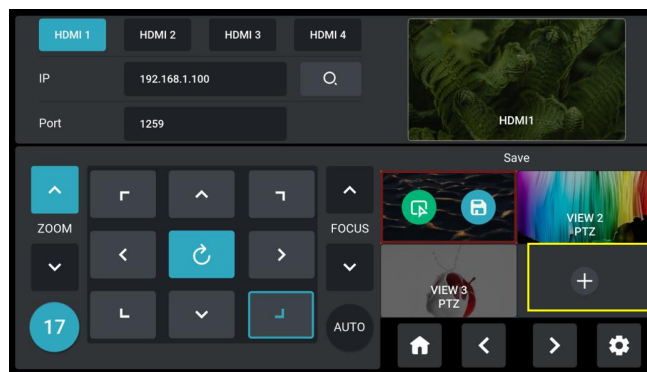 HDMI 1 HDMI 2 HDMI 3 HDMI 4
IP 192.168.1.100
Port 1259
HDMI1
Save
ZOOM
17
FOCUS
AUTO
VIEW 2
PTZ
VIEW 3
PTZ